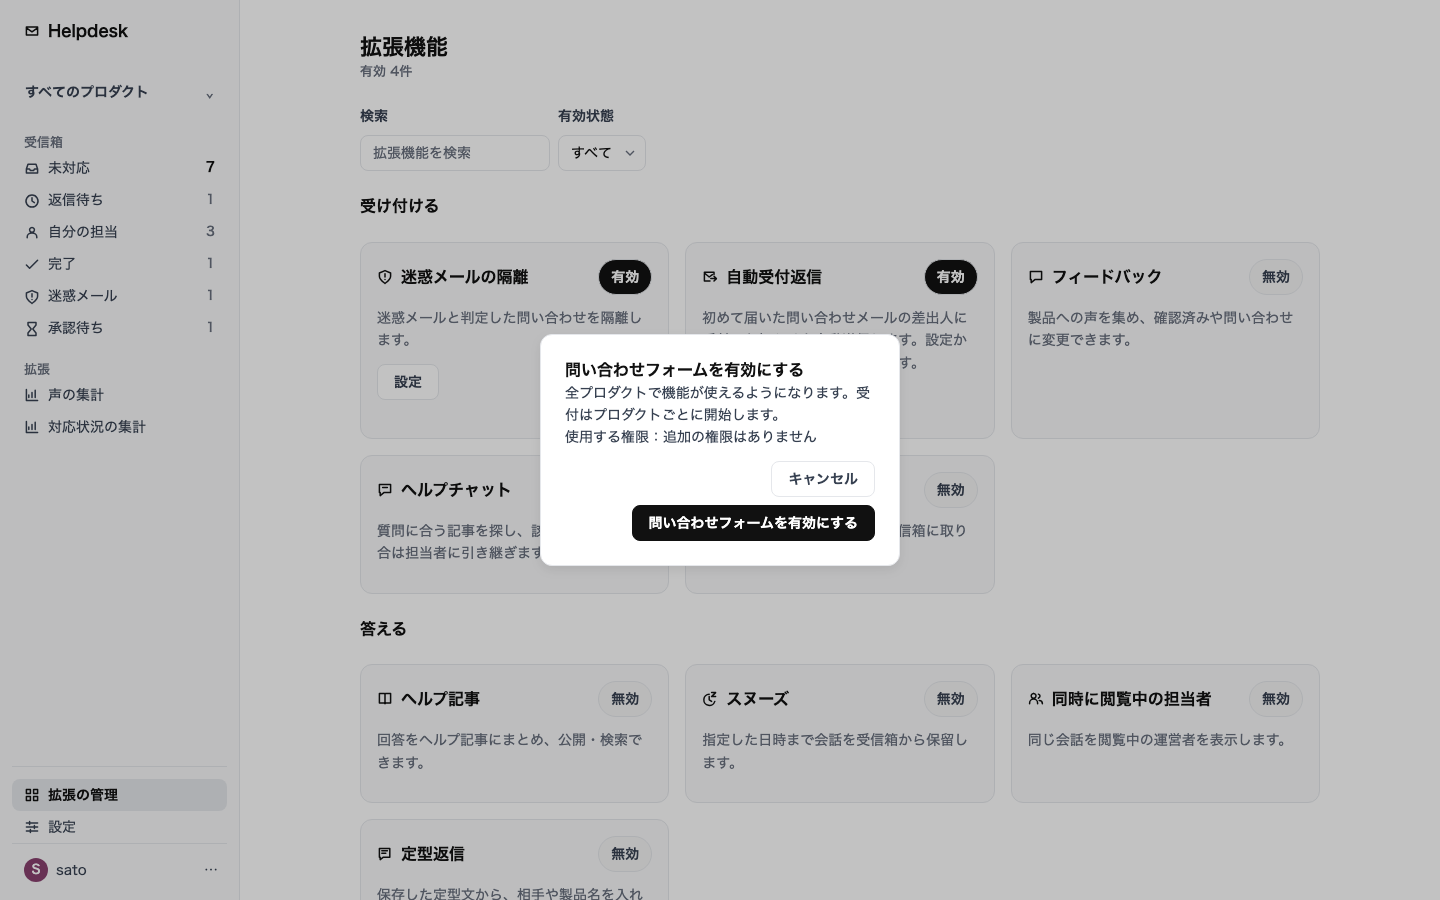 Helpdesk
すべてのプロダクト
受信箱
未対応 7
返信待ち 1
自分の担当 3
完了 1
迷惑メール 1
承認待ち 1
拡張
声の集計
対応状況の集計
拡張の管理
設定
S sato ...
拡張機能
有効 4件
検索 有効状態
拡張機能を検索 すべて
受け付ける
迷惑メールの隔離 有効
迷惑メールと判定した問い合わせを隔離し
ます。
設定
自動受付返信 有効
初めて届いた問い合わせメールの差出人に
す。設定か
す。
フィードバック 無効
製品への声を集め、確認済みや問い合わせ
に変更できます。
問い合わせフォームを有効にする
全プロダクトで機能が使えるようになります。受
付はプロダクトごとに開始します。
使用する権限：追加の権限はありません
キャンセル
問い合わせフォームを有効にする
ヘルプチャット
質問に合う記事を探し、
合は担当者に引き継ぎます
無効
信箱に取り
答える
ヘルプ記事 無効
回答をヘルプ記事にまとめ、公開・検索で
きます。
スヌーズ 無効
指定した日時まで会話を受信箱から保留し
ます。
同時に閲覧中の担当者 無効
同じ会話を閲覧中の運営者を表示します。
定型返信 無効
保存した定型文から、相手や製品名を入れ